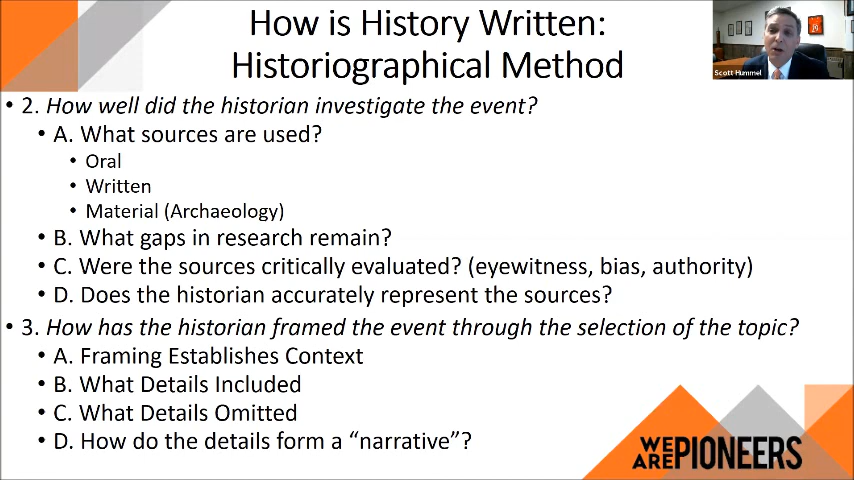 How is History Written:
Historiographical Method
Scott Hummel
• 2. How well did the historian investigate the event?
• A. What sources are used?
• Oral
• Written
• Material (Archaeology)
• B. What gaps in research remain?
• C. Were the sources critically evaluated? (eyewitness, bias, authority)
• D. Does the historian accurately represent the sources?
• 3. How has the historian framed the event through the selection of the topic?
• A. Framing Establishes Context
• B. What Details Included
• C. What Details Omitted
• D. How do the details form a “narrative”?
WE ARE PIONEERS